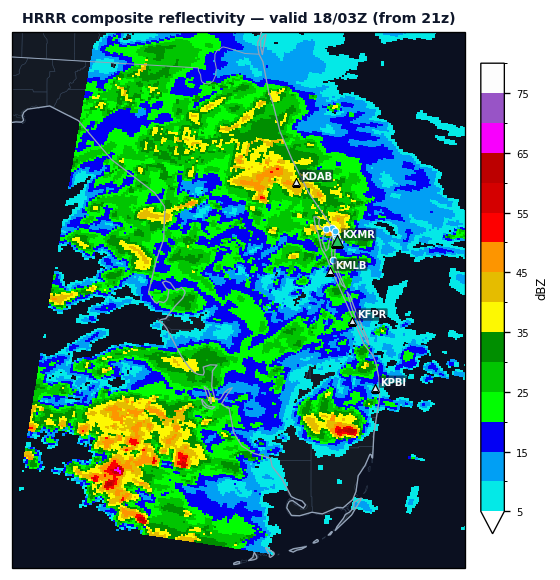 HRRR composite reflectivity — valid 18/03Z (from 21z)
KDAB
KXMR
KMLB
KFPR
KPBI
75
65
55
45
35
25
15
5
dBZ